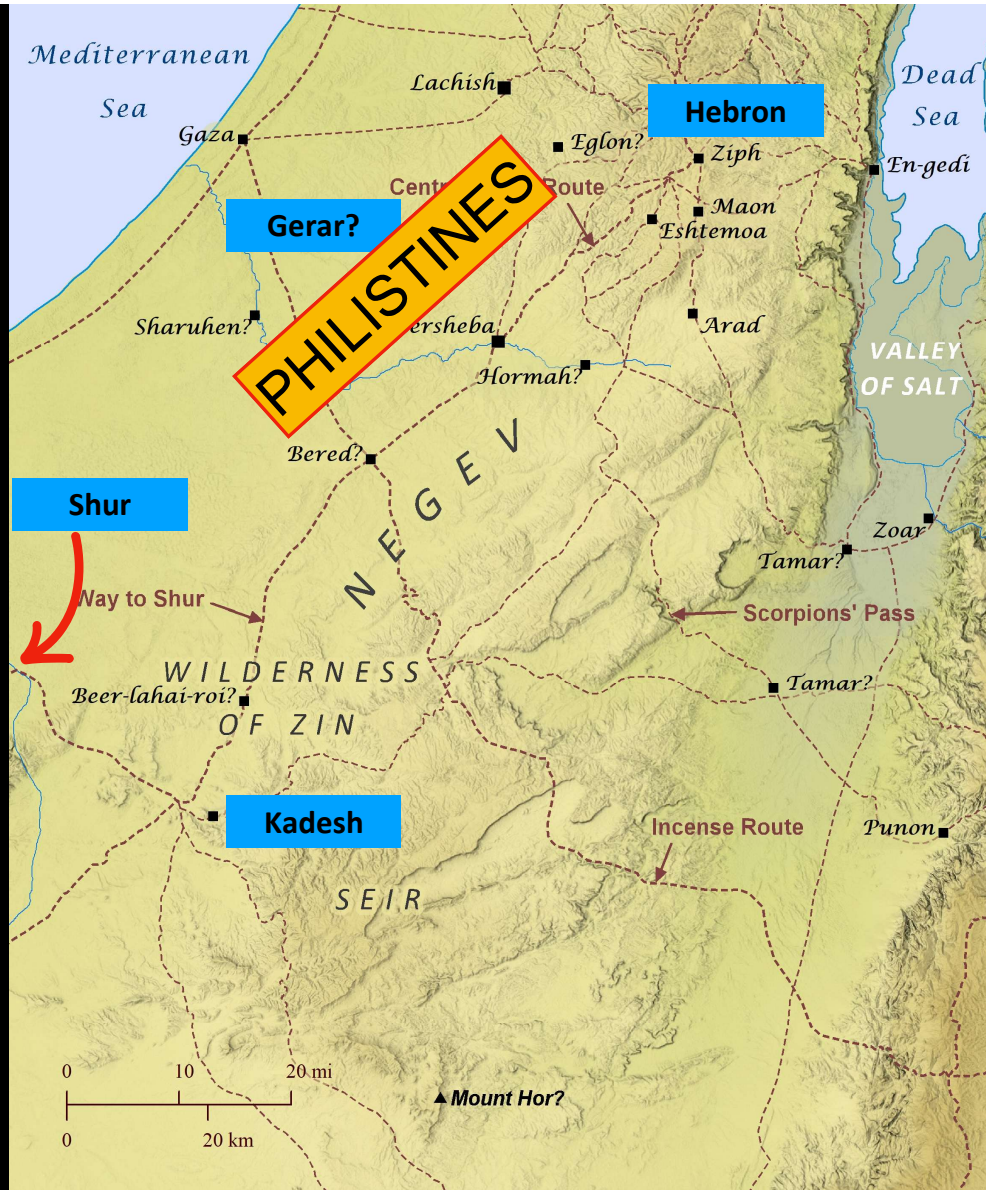 Mediterranean
Sea
Dead
Sea
Lachish
Hebron
Gaza
Eglon?
Ziph
En-gedi
Route
Gerar?
Maon
Eshtemoa
PHILISTINES
Sharuhen?
Arad
VALLEY
OF SALT
Hormah?
Bered?
NEGEV
Shur
Zoar
Tamar?
Way to Shur
Scorpions' Pass
WILDERNESS
OF ZIN
Beer-lahai-roi?
Tamar?
Kadesh
Incense Route
Punon
SEIR
0 10 20 mi
0 20 km
Mount Hor?